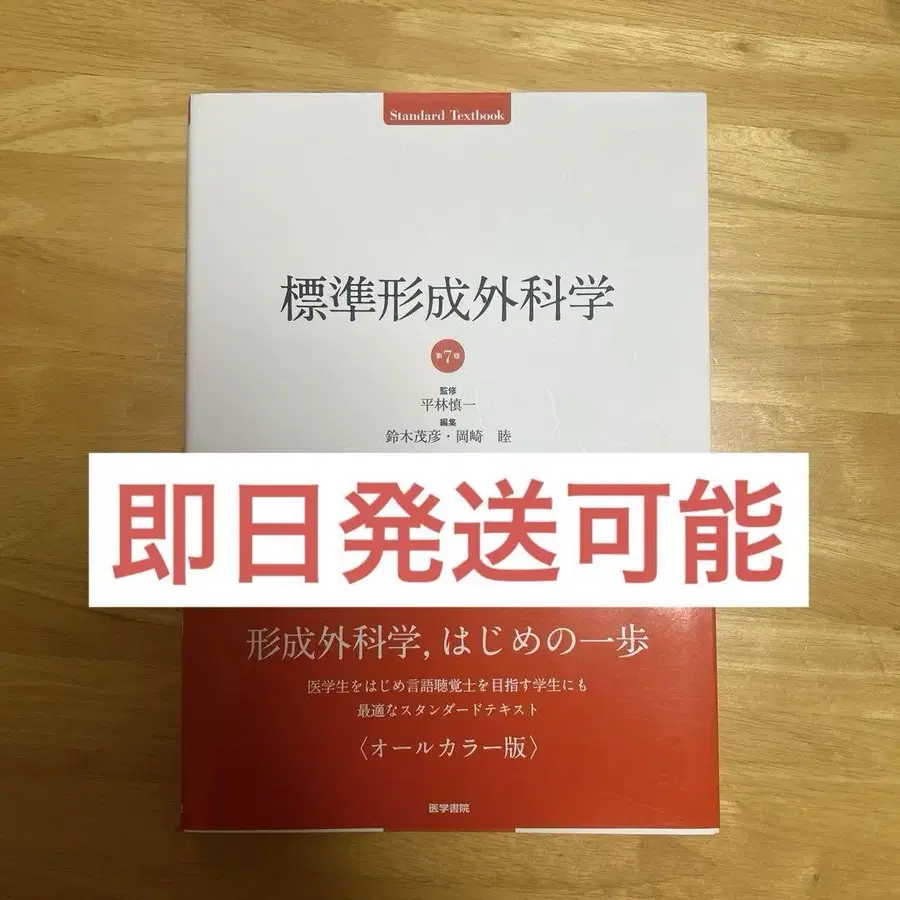 Standard Textbook
標準形成外科学
第7版
監修
平林慎一
編集
鈴木茂彦・岡崎 睦
即日発送可能
形成外科学,はじめの一歩
医学生をはじめ言語聴覚士を目指す学生にも
最適なスタンダードテキスト
〈オールカラー版〉
医学書院